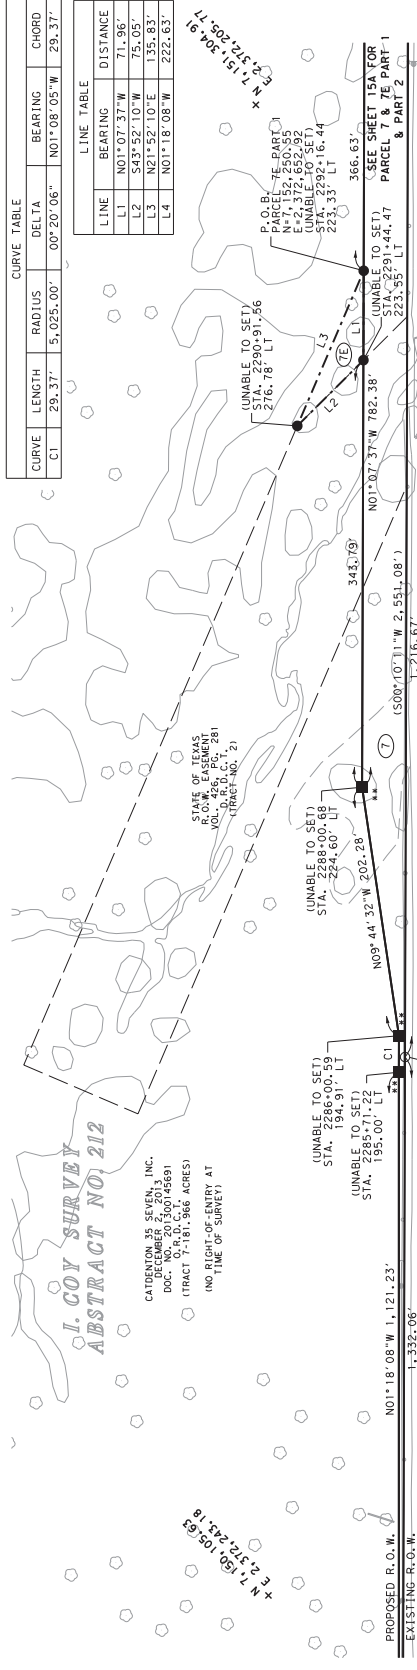 CURVE TABLE
CURVE LENGTH RADIUS DELTA BEARING CHORD
C1 29.37' 5,025.00' 00°20'06" N01°08'05"W 29.37'
LINE TABLE
LINE BEARING DISTANCE
L1 N01°07'37"W 71.96'
L2 S43°52'10"W 75.05'
L3 N21°52'10"E 135.83'
L4 N01°18'08"W 222.63'
I. COY SURVEY
ABSTRACT NO. 212
CATDENTON 35 SEVEN, INC.
DECEMBER 2, 2013
DOC. NO. 201300145691
O.R.D.C.T.
(TRACT 7-181.966 ACRES)
(NO RIGHT-OF-ENTRY AT
TIME OF SURVEY)
STATE OF TEXAS
R.O.W. EASEMENT
VOL. 426, PG. 281
D.R.D.C.T.
(TRACT NO. 2)
+ N 7,150,105.63
E 2,372,243.18
+ N 7,151,304.91
E 2,372,205.77
(UNABLE TO SET)
STA. 2290+91.56
276.78' LT
P.O.B.
PARCEL 7E PART 1
N=7,152,250.55
E=2,372,652.92
(UNABLE TO SET)
STA. 2292+16.44
223.33' LT
(UNABLE TO SET)
STA. 2291+44.47
223.55' LT
L3
L2
L1
7E
366.63'
SEE SHEET 15A FOR
PARCEL 7 & 7E PART 1
& PART 2
(UNABLE TO SET)
STA. 2288+00.68
224.60' LT
343.79'
N01°07'37"W 782.38'
7
**
N09°44'32"W 202.28'
(UNABLE TO SET)
STA. 2286+00.59
194.91' LT
(UNABLE TO SET)
STA. 2285+71.22
195.00' LT
**
C1
**
PROPOSED R.O.W.
N01°18'08"W 1,121.23'
(S00°10'11"W 2,551.08')
EXISTING R.O.W.
1,332.06'
1,216.67'